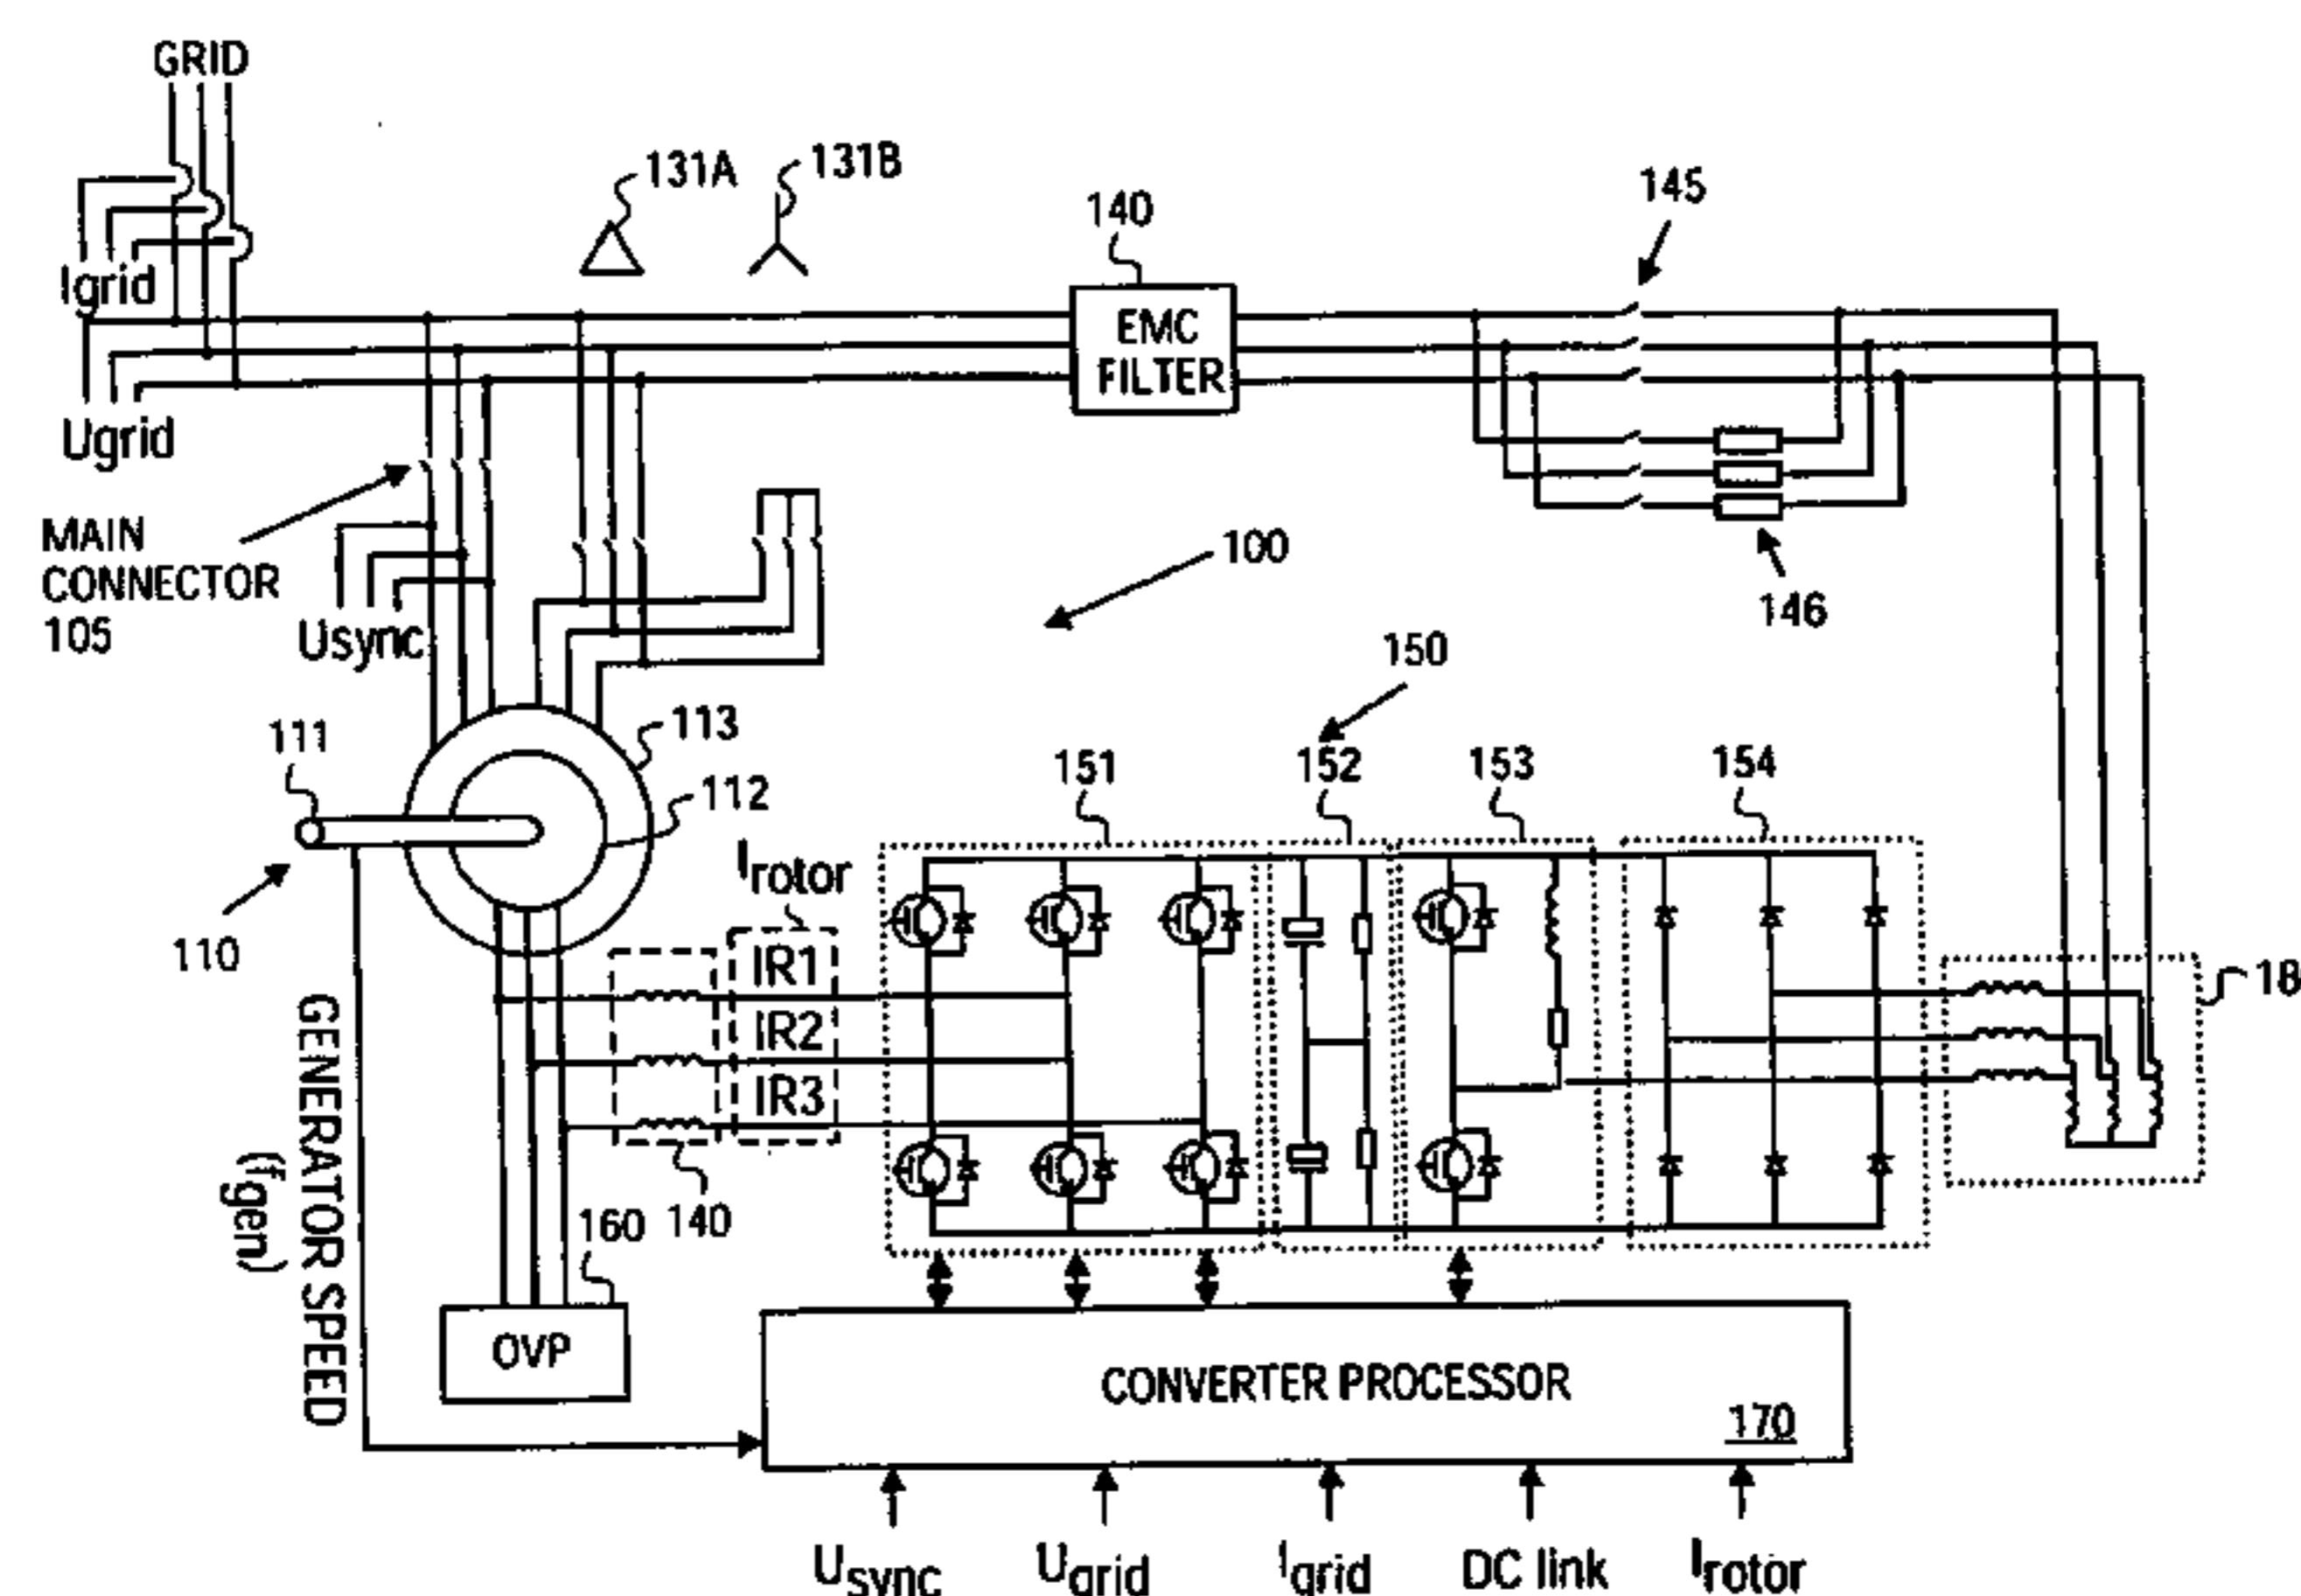 GRID
131A
131B
140
145
Igrid
EMC
FILTER
Ugrid
MAIN
CONNECTOR
105
Usync
100
146
150
111
113
112
151
152
153
154
Irotor
110
IR1
IR2
IR3
18
GENERATOR SPEED
(fgen)
160
140
OVP
CONVERTER PROCESSOR
170
Usync
Ugrid
Igrid
DC link
Irotor